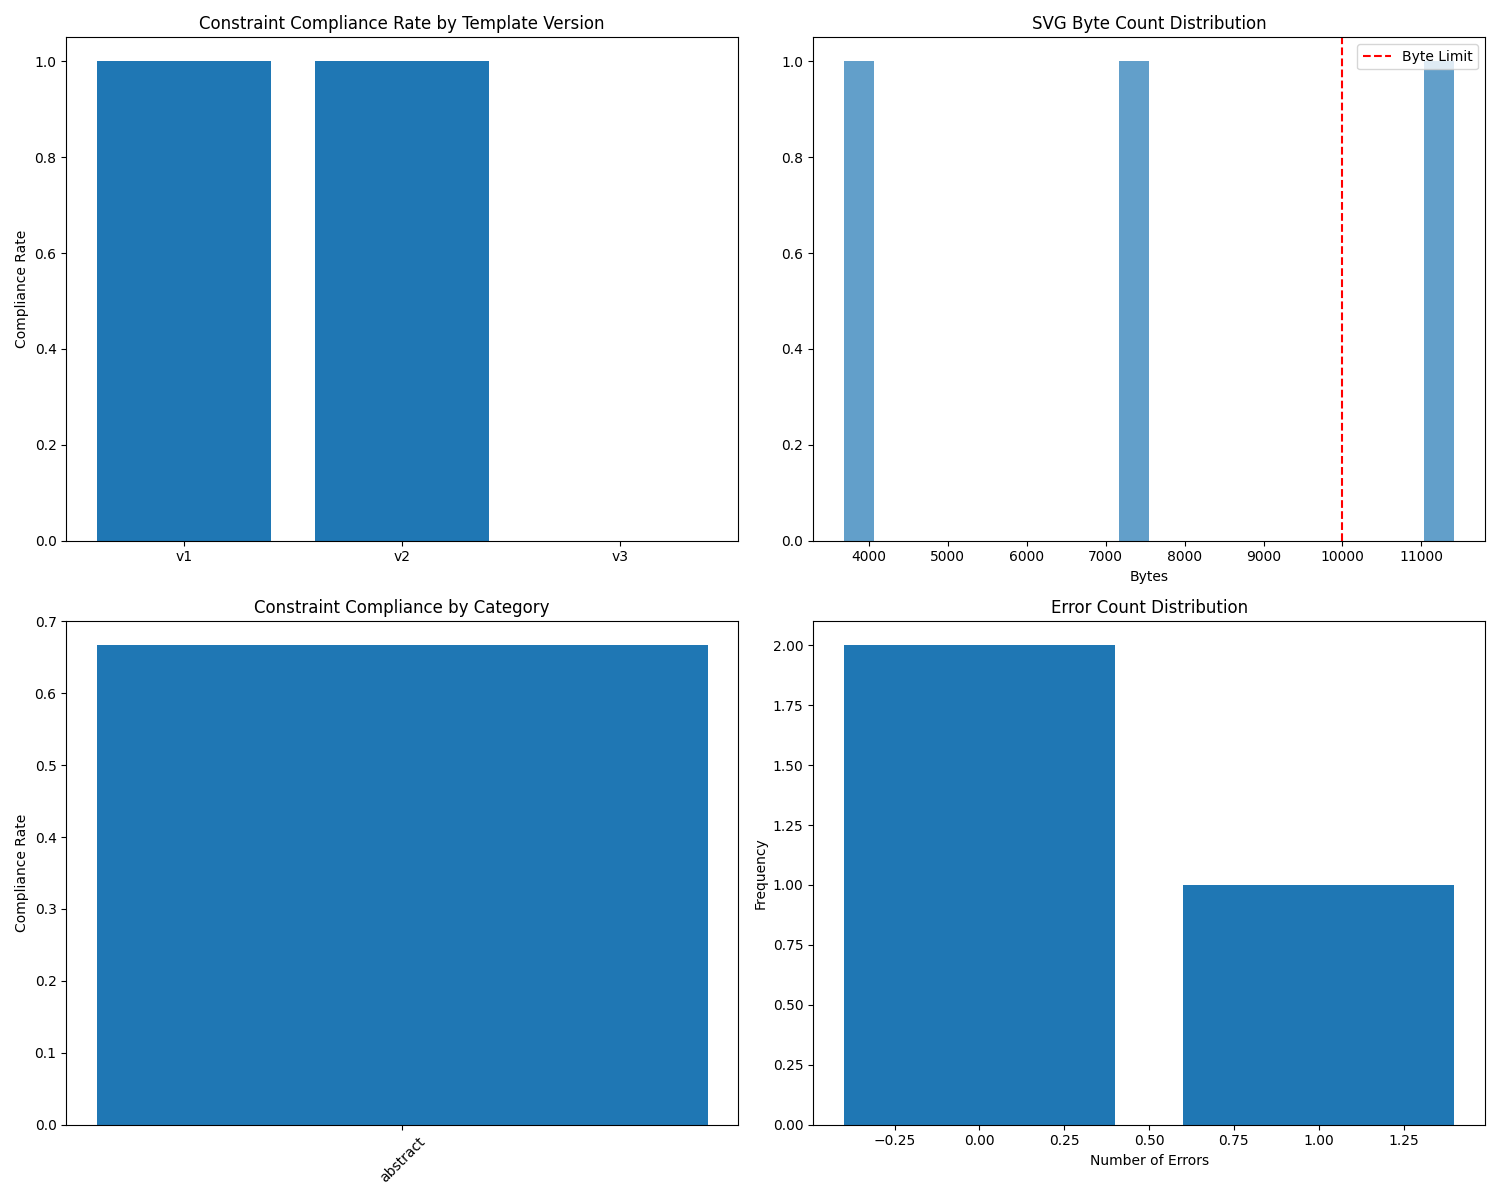 Constraint Compliance Rate by Template Version
Compliance Rate
1.0
0.8
0.6
0.4
0.2
0.0
v1 v2 v3
SVG Byte Count Distribution
Byte Limit
1.0
0.8
0.6
0.4
0.2
0.0
4000 5000 6000 7000 8000 9000 10000 11000
Bytes
Constraint Compliance by Category
Compliance Rate
0.7
0.6
0.5
0.4
0.3
0.2
0.1
0.0
abstract
Error Count Distribution
Frequency
2.00
1.75
1.50
1.25
1.00
0.75
0.50
0.25
0.00
−0.25 0.00 0.25 0.50 0.75 1.00 1.25
Number of Errors